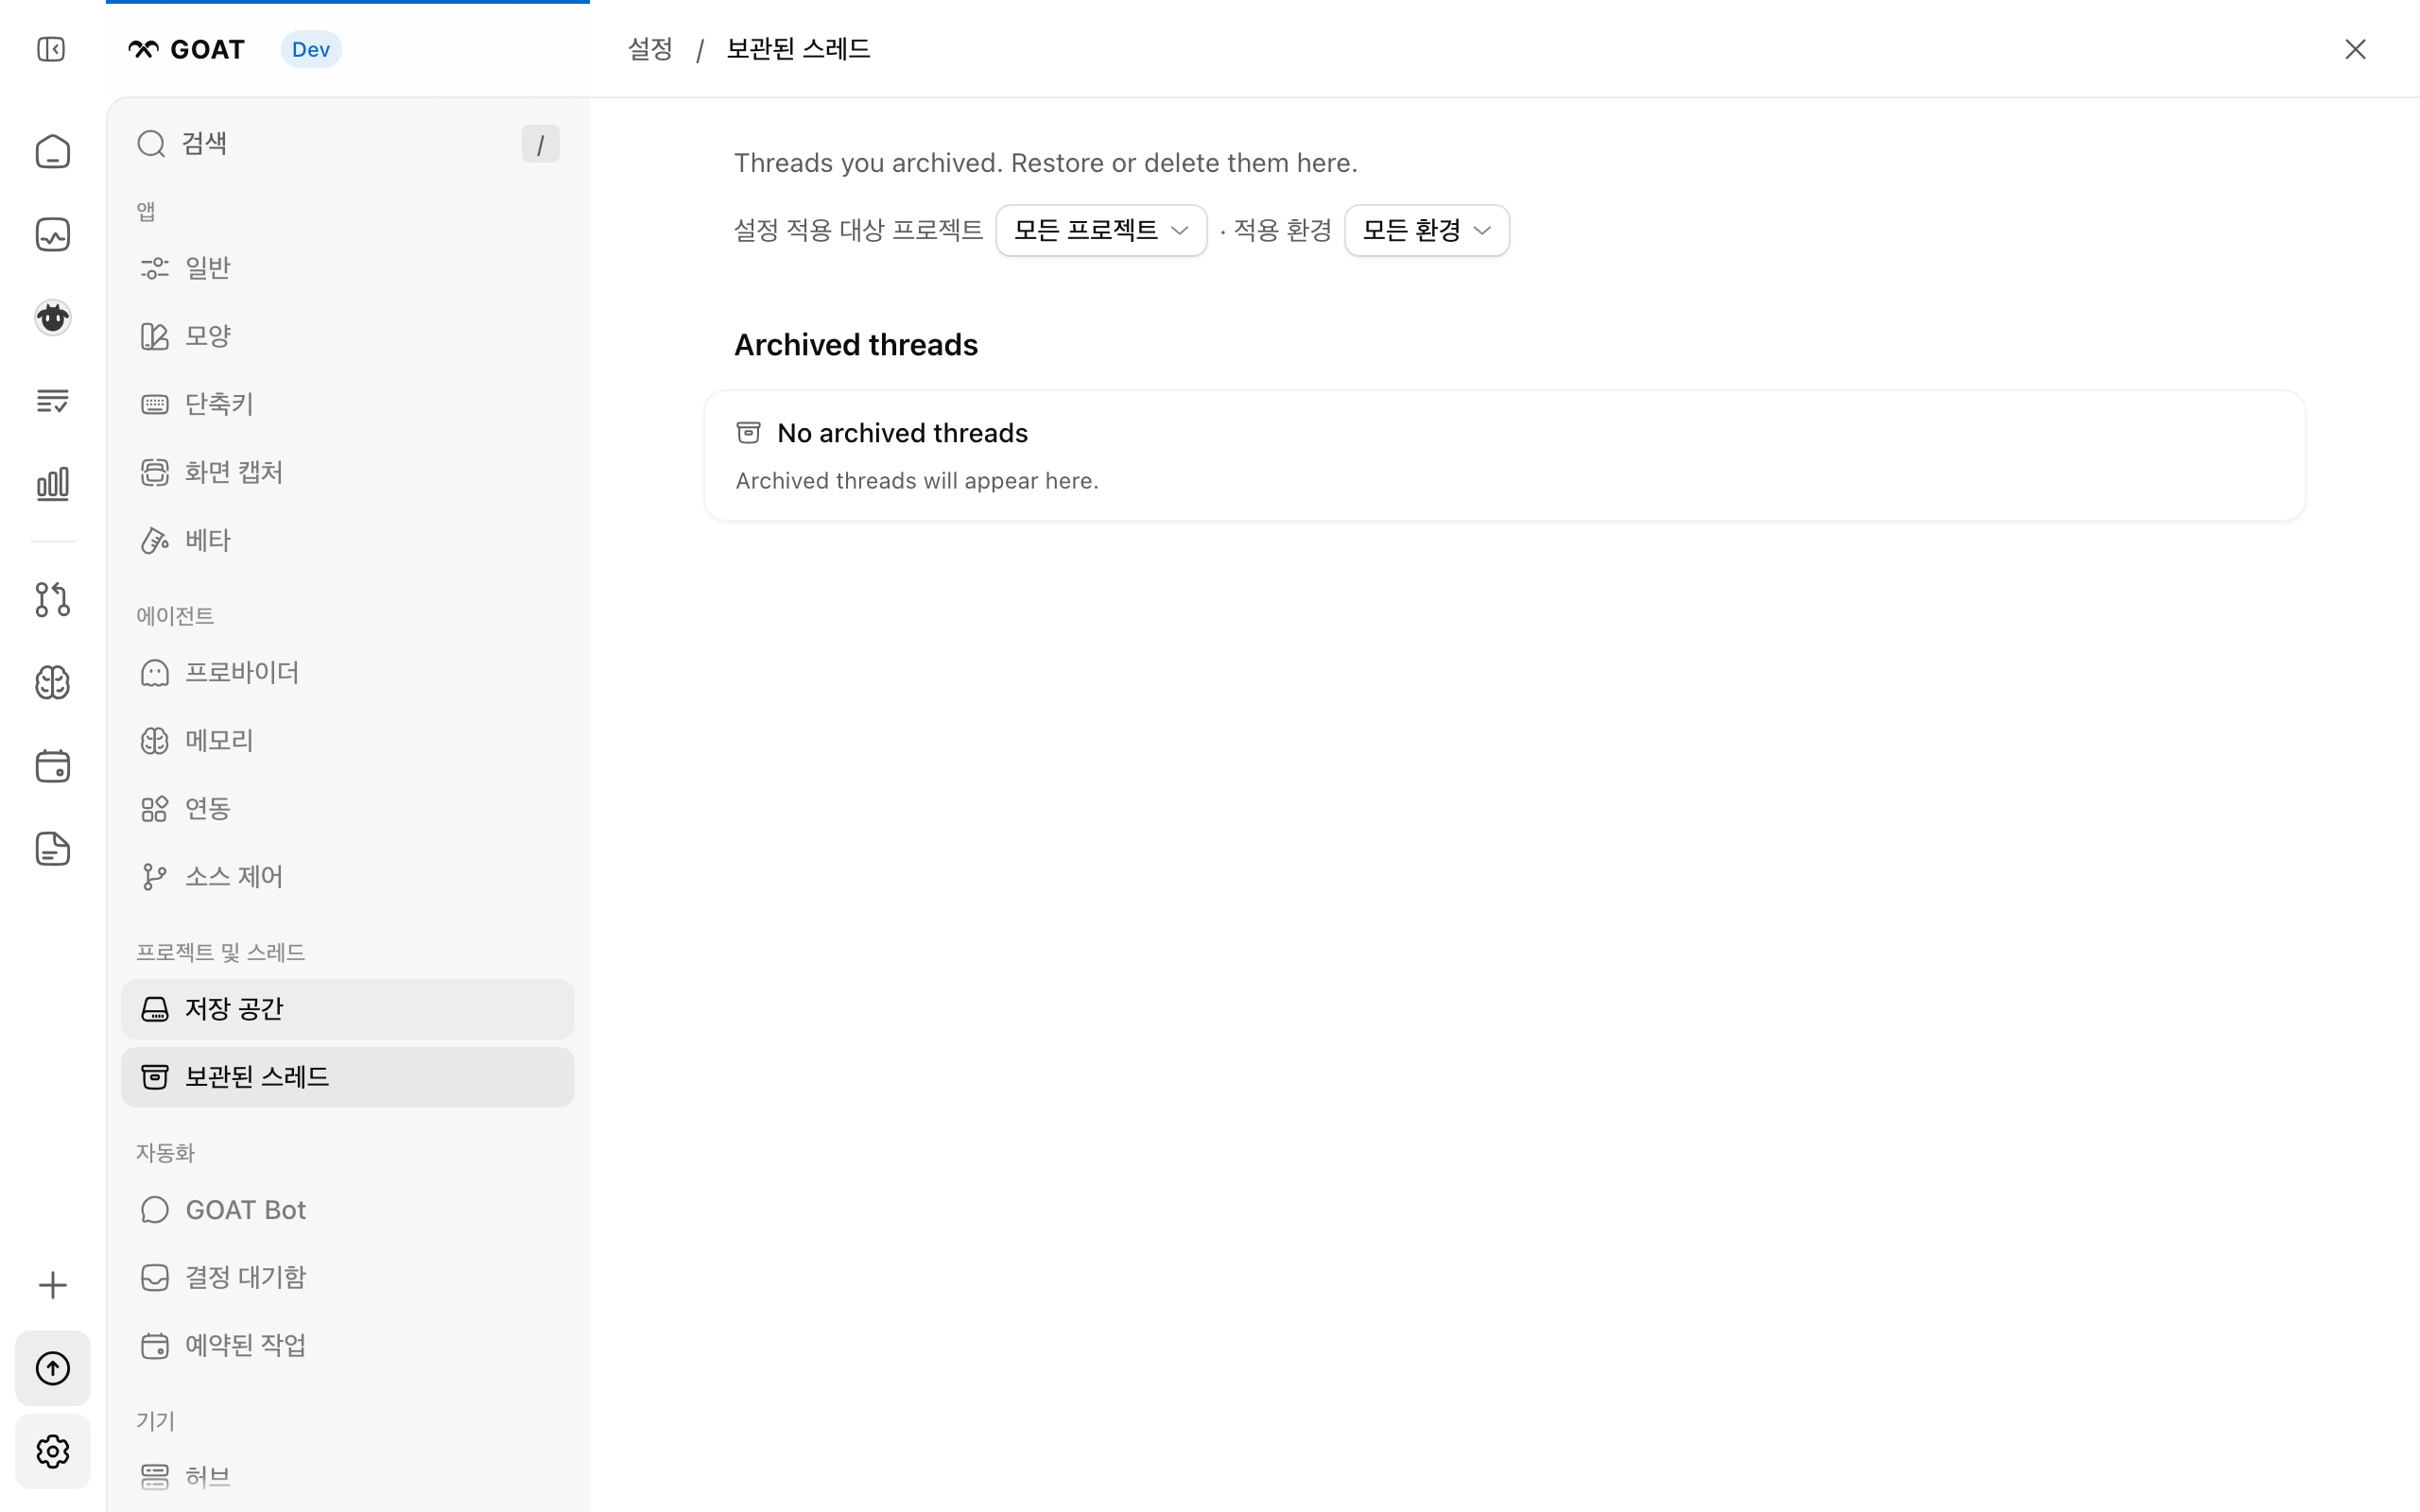 GOAT Dev
설정 / 보관된 스레드
검색 /
앱
일반
모양
단축키
화면 캡처
베타
에이전트
프로바이더
메모리
연동
소스 제어
프로젝트 및 스레드
저장 공간
보관된 스레드
자동화
GOAT Bot
결정 대기함
예약된 작업
기기
허브
Threads you archived. Restore or delete them here.
설정 적용 대상 프로젝트 모든 프로젝트 · 적용 환경 모든 환경
Archived threads
No archived threads
Archived threads will appear here.